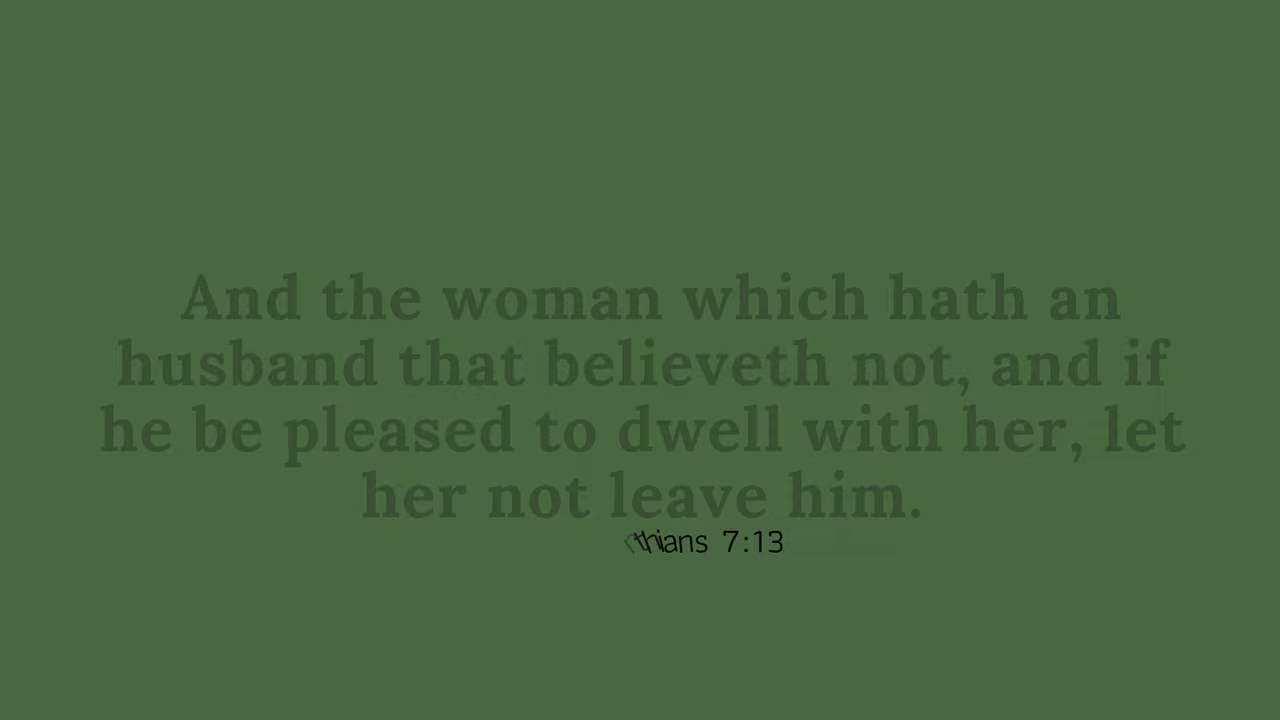 And the woman which hath an
husband that believeth not, and if
he be pleased to dwell with her, let
her not leave him.
thians 7:13